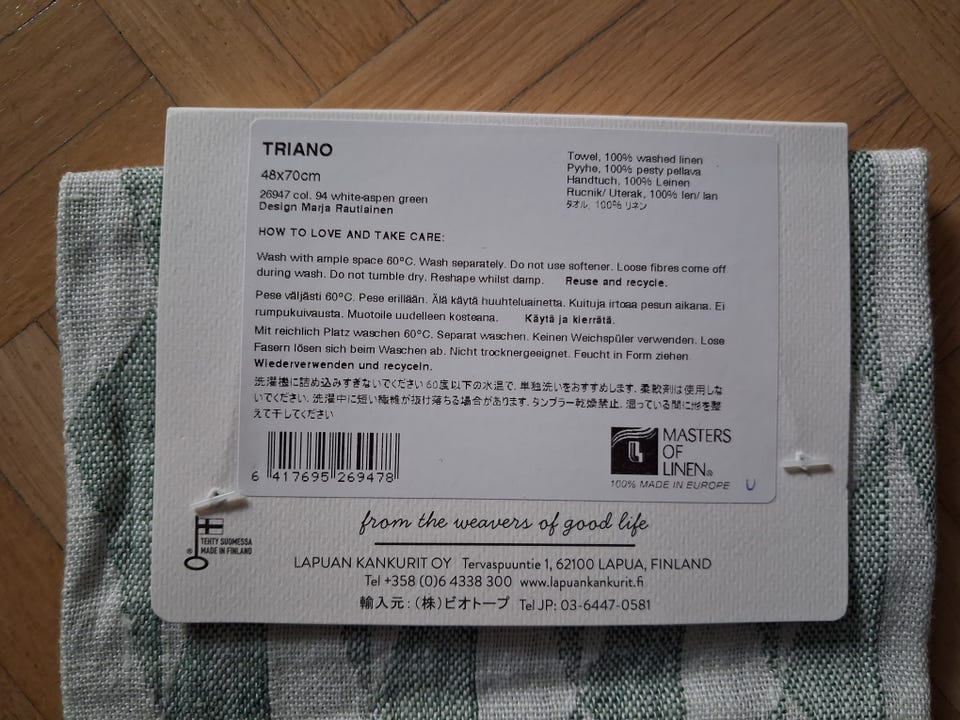 TRIANO
48x70cm
26947 col. 94 white-aspen green
Design Marja Rautiainen
Towel, 100% washed linen
Pyyhe, 100% pesty pellava
Handtuch, 100% Leinen
Rucnik/ Uterak, 100% len/ lan
タオル, 100% リネン
HOW TO LOVE AND TAKE CARE:
Wash with ample space 60ºC. Wash separately. Do not use softener. Loose fibres come off
during wash. Do not tumble dry. Reshape whilst damp. Reuse and recycle.
Pese väljästi 60ºC. Pese erillään. Älä käytä huuhteluainetta. Kuituja irtoaa pesun aikana. Ei
rumpukuivausta. Muotoile uudelleen kosteana. Käytä ja kierrätä.
Mit reichlich Platz waschen 60ºC. Separat waschen. Keinen Weichspüler verwenden. Lose
Fasern lösen sich beim Waschen ab. Nicht trocknergeeignet. Feucht in Form ziehen
Wiederverwenden und recyceln.
洗濯機に詰め込みすぎないでください 60度以下の水温で、単独洗いをおすすめします. 柔軟剤は使用しな
いでください. 洗濯中に短い繊維が抜け落ちる場合があります. タンブラー乾燥禁止. 湿っている間に形を整
えて干してください
6 417695 269478
MASTERS
OF
LINEN®
100% MADE IN EUROPE
U
® TEHTY SUOMESSA
MADE IN FINLAND
from the weavers of good life
LAPUAN KANKURIT OY Tervaspuuntie 1, 62100 LAPUA, FINLAND
Tel +358 (0)6 4338 300 www.lapuankankurit.fi
輸入元：(株)ビオトープ Tel JP: 03-6447-0581